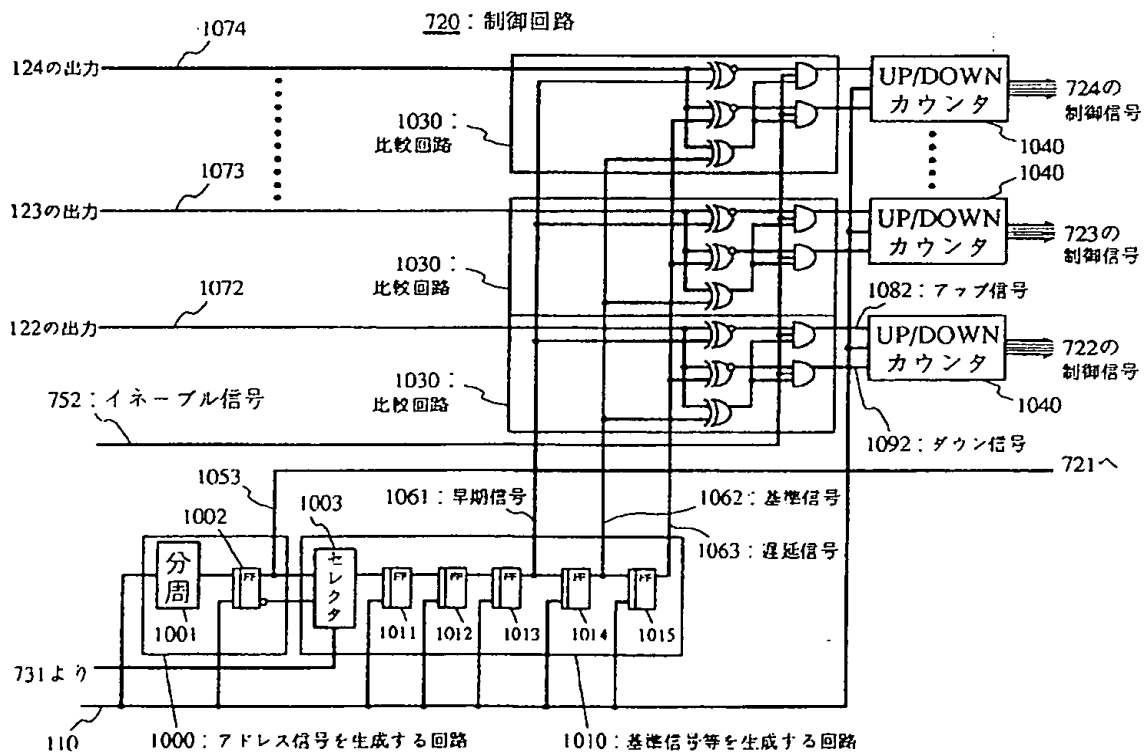 720：制御回路
1074
124の出力
1030：
比較回路
UP/DOWN
カウンタ
724の
制御信号
1040
1073
1040
123の出力
1030：
比較回路
UP/DOWN
カウンタ
723の
制御信号
1072
1082：アップ信号
122の出力
1030：
比較回路
UP/DOWN
カウンタ
722の
制御信号
752：イネーブル信号
1040
1092：ダウン信号
721へ
1053
1002
1003
1061：早期信号
1062：基準信号
1063：遅延信号
分周
1001
FF
セレクタ
FF
1011
FF
1012
FF
1013
FF
1014
FF
1015
731より
110
1000：アドレス信号を生成する回路
1010：基準信号等を生成する回路